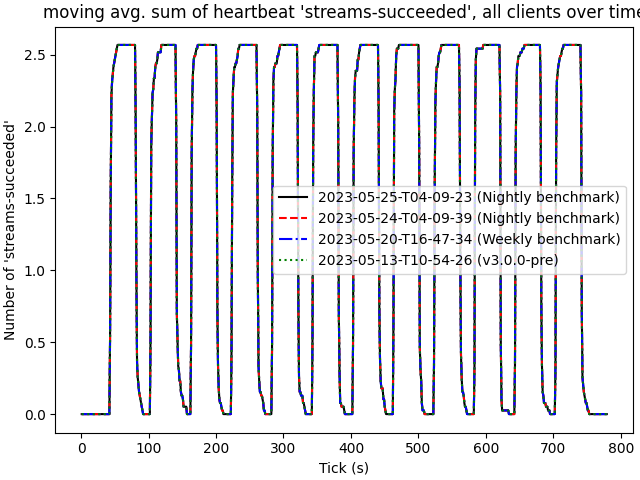 moving avg. sum of heartbeat 'streams-succeeded', all clients over time
Number of 'streams-succeeded'
2.5
2.0
1.5
1.0
0.5
0.0
2023-05-25-T04-09-23 (Nightly benchmark)
2023-05-24-T04-09-39 (Nightly benchmark)
2023-05-20-T16-47-34 (Weekly benchmark)
2023-05-13-T10-54-26 (v3.0.0-pre)
0 100 200 300 400 500 600 700 800
Tick (s)